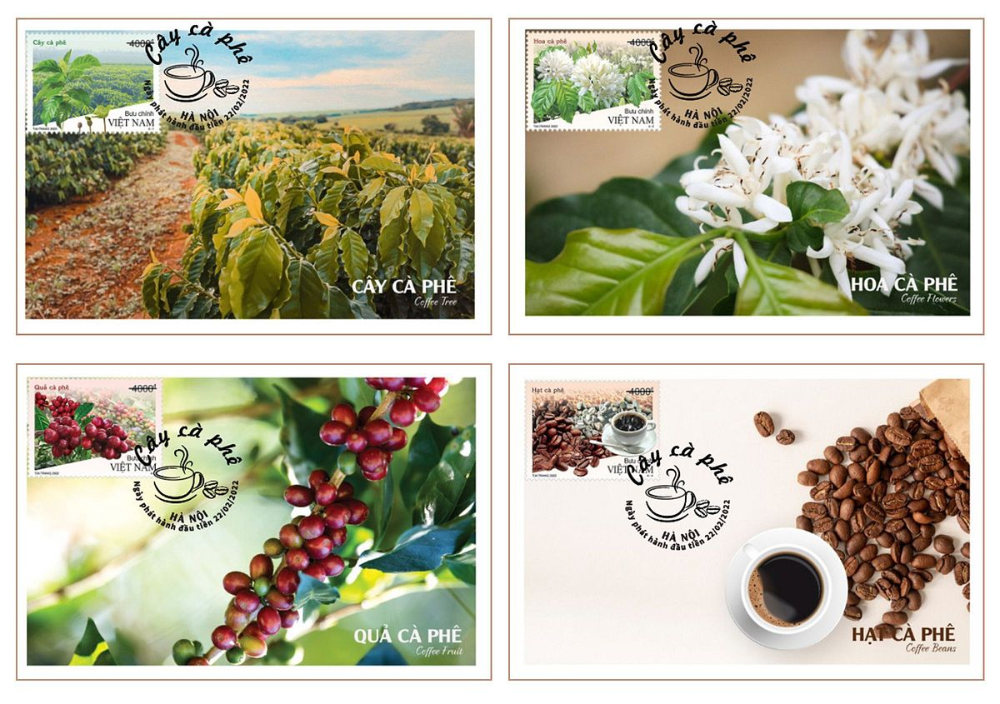 Cây cà phê
4000đ
Bưu chính
VIỆT NAM
TRÍ TRANG 2022
Cây cà phê
HÀ NỘI
Ngày phát hành đầu tiên 22/02/2022
CÂY CÀ PHÊ
Coffee Tree
Hoa cà phê
4000đ
Bưu chính
VIỆT NAM
Cây cà phê
HÀ NỘI
Ngày phát hành đầu tiên 22/02/2022
HOA CÀ PHÊ
Coffee Flowers
Quả cà phê
4000đ
Bưu chính
VIỆT NAM
Cây cà phê
HÀ NỘI
Ngày phát hành đầu tiên 22/02/2022
QUẢ CÀ PHÊ
Coffee Fruit
Hạt cà phê
4000đ
Bưu chính
VIỆT NAM
Cây cà phê
HÀ NỘI
Ngày phát hành đầu tiên 22/02/2022
HẠT CÀ PHÊ
Coffee Beans